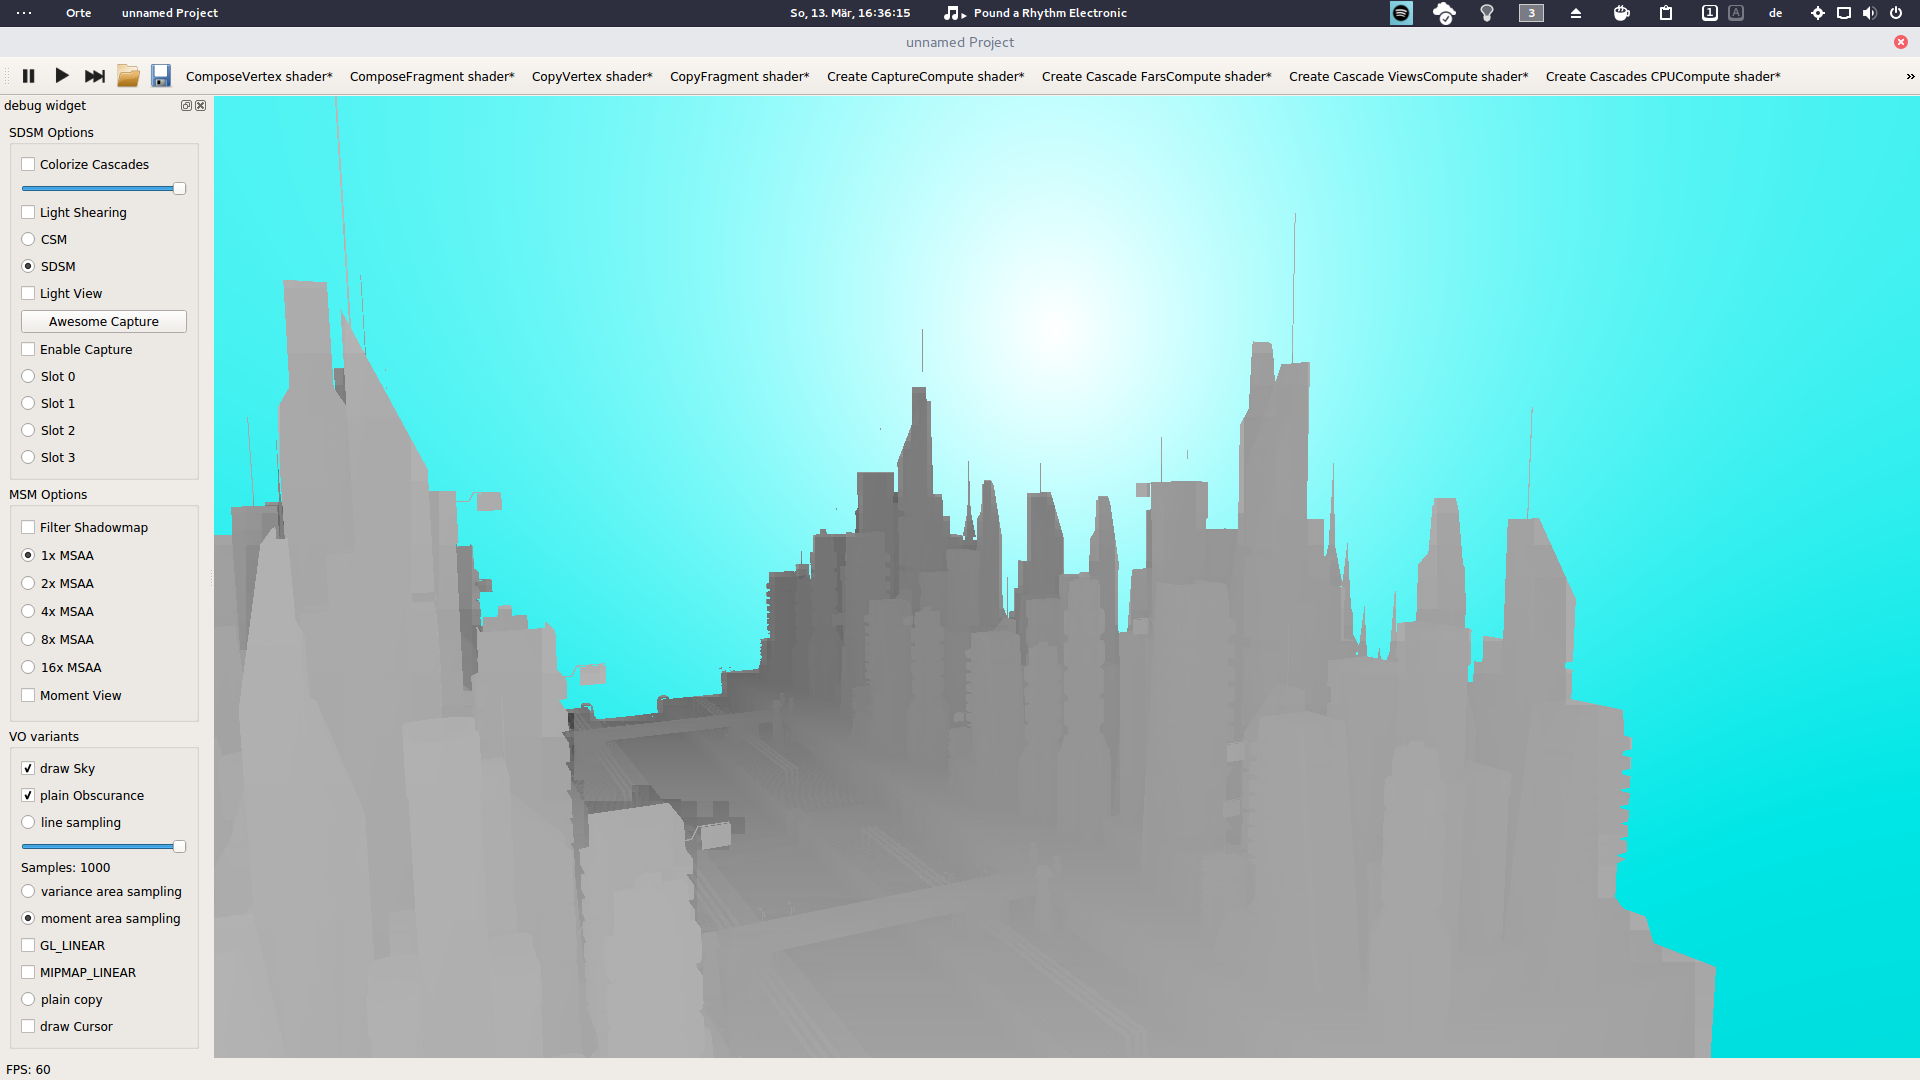 Orte unnamed Project So, 13. Mär, 16:36:15 Pound a Rhythm Electronic 3 1 A de
unnamed Project
ComposeVertex shader* ComposeFragment shader* CopyVertex shader* CopyFragment shader* Create CaptureCompute shader* Create Cascade FarsCompute shader* Create Cascade ViewsCompute shader* Create Cascades CPUCompute shader* »
debug widget
SDSM Options
Colorize Cascades
Light Shearing
CSM
SDSM
Light View
Awesome Capture
Enable Capture
Slot 0
Slot 1
Slot 2
Slot 3
MSM Options
Filter Shadowmap
1x MSAA
2x MSAA
4x MSAA
8x MSAA
16x MSAA
Moment View
VO variants
draw Sky
plain Obscurance
line sampling
Samples: 1000
variance area sampling
moment area sampling
GL_LINEAR
MIPMAP_LINEAR
plain copy
draw Cursor
FPS: 60